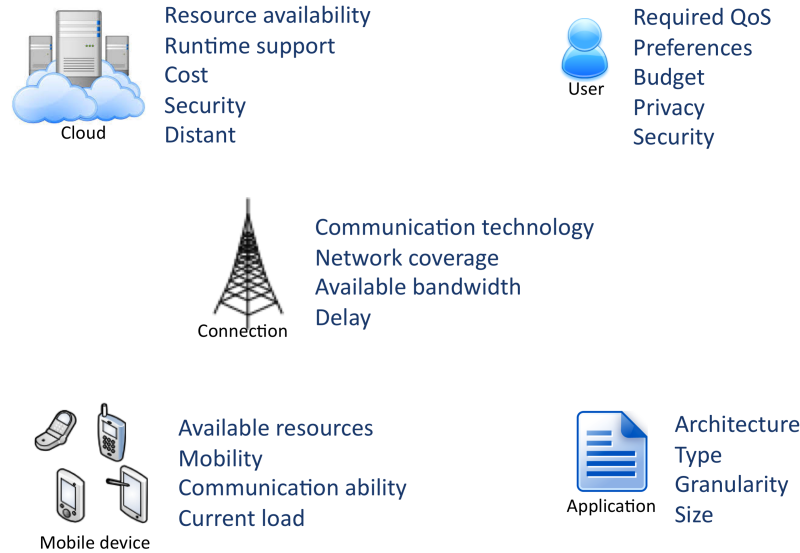 Resource availability
Runtime support
Cost
Security
Distant
Cloud
Required QoS
Preferences
Budget
Privacy
Security
User
Communication technology
Network coverage
Available bandwidth
Delay
Connection
Available resources
Mobility
Communication ability
Current load
Mobile device
Architecture
Type
Granularity
Size
Application